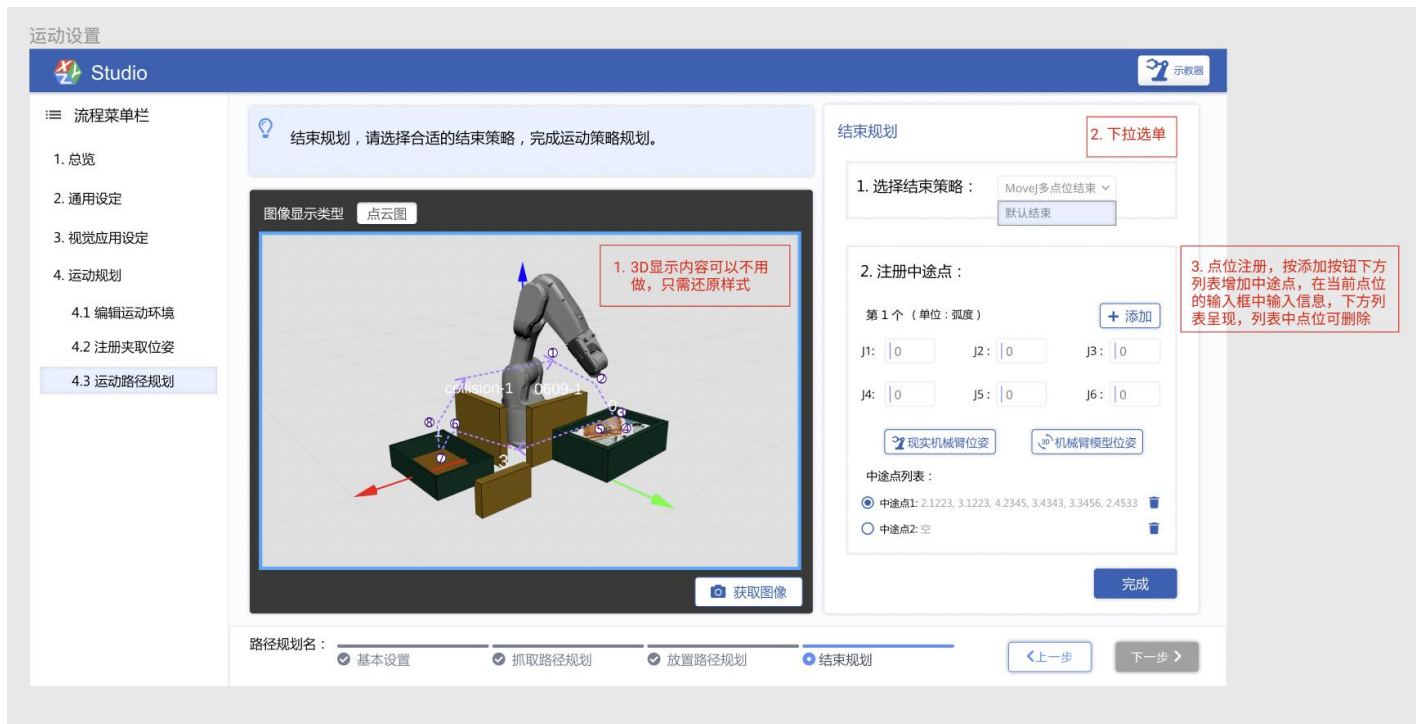 运动设置
Studio
示教器
流程菜单栏
1. 总览
2. 通用设定
3. 视觉应用设定
4. 运动规划
4.1 编辑运动环境
4.2 注册夹取位姿
4.3 运动路径规划
结束规划，请选择合适的结束策略，完成运动策略规划。
图像显示类型 点云图
1. 3D显示内容可以不用
做，只需还原样式
collision-1 0609-1
①
②
③
④
⑤
⑥
⑦
⑧
0
1
3
获取图像
结束规划
2. 下拉选单
1. 选择结束策略： MoveJ多点位结束
默认结束
2. 注册中途点：
第 1 个 （单位：弧度） + 添加
J1: 0 J2: 0 J3: 0
J4: 0 J5: 0 J6: 0
现实机械臂位姿 3D 机械臂模型位姿
中途点列表：
中途点1: 2.1223, 3.1223, 4.2345, 3.4343, 3.3456, 2.4533
中途点2: 空
完成
3. 点位注册，按添加按钮下方
列表增加中途点，在当前点位
的输入框中输入信息，下方列
表呈现，列表中点位可删除
路径规划名：
基本设置 抓取路径规划 放置路径规划 结束规划
上一步 下一步